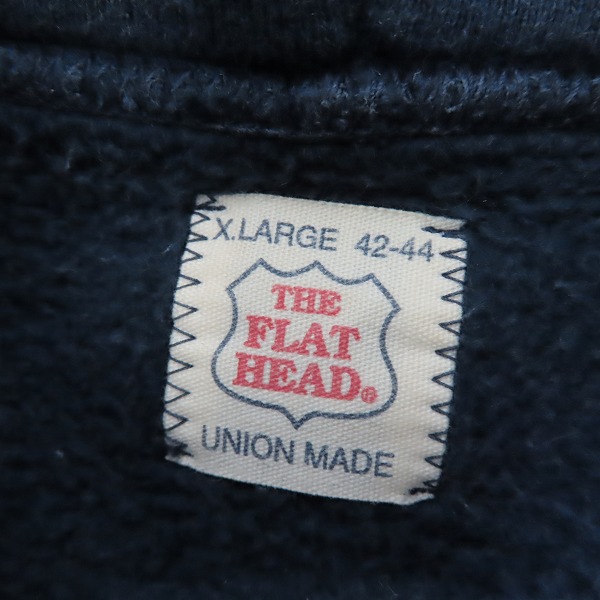 X.LARGE 42-44
THE
FLAT
HEAD®
UNION MADE